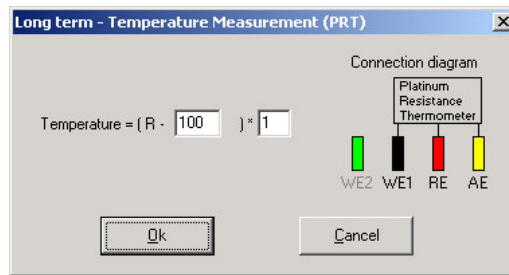 Long term - Temperature Measurement (PRT)
Connection diagram
Platinum
Resistance
Thermometer
Temperature = ( R - 100 ) * 1
WE2 WE1 RE AE
Ok Cancel